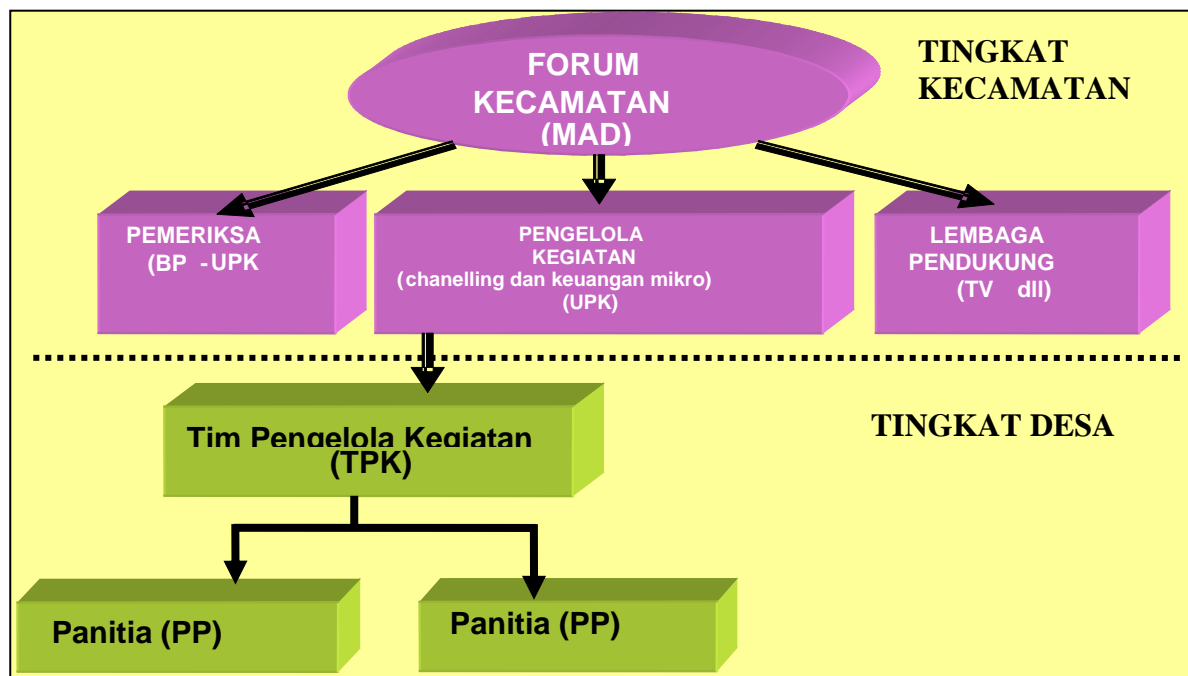 FORUM
KECAMATAN
(MAD)
TINGKAT
KECAMATAN
PEMERIKSA
(BP -UPK
PENGELOLA
KEGIATAN
(chanelling dan keuangan mikro)
(UPK)
LEMBAGA
PENDUKUNG
(TV dll)
TINGKAT DESA
Tim Pengelola Kegiatan
(TPK)
Panitia (PP)
Panitia (PP)